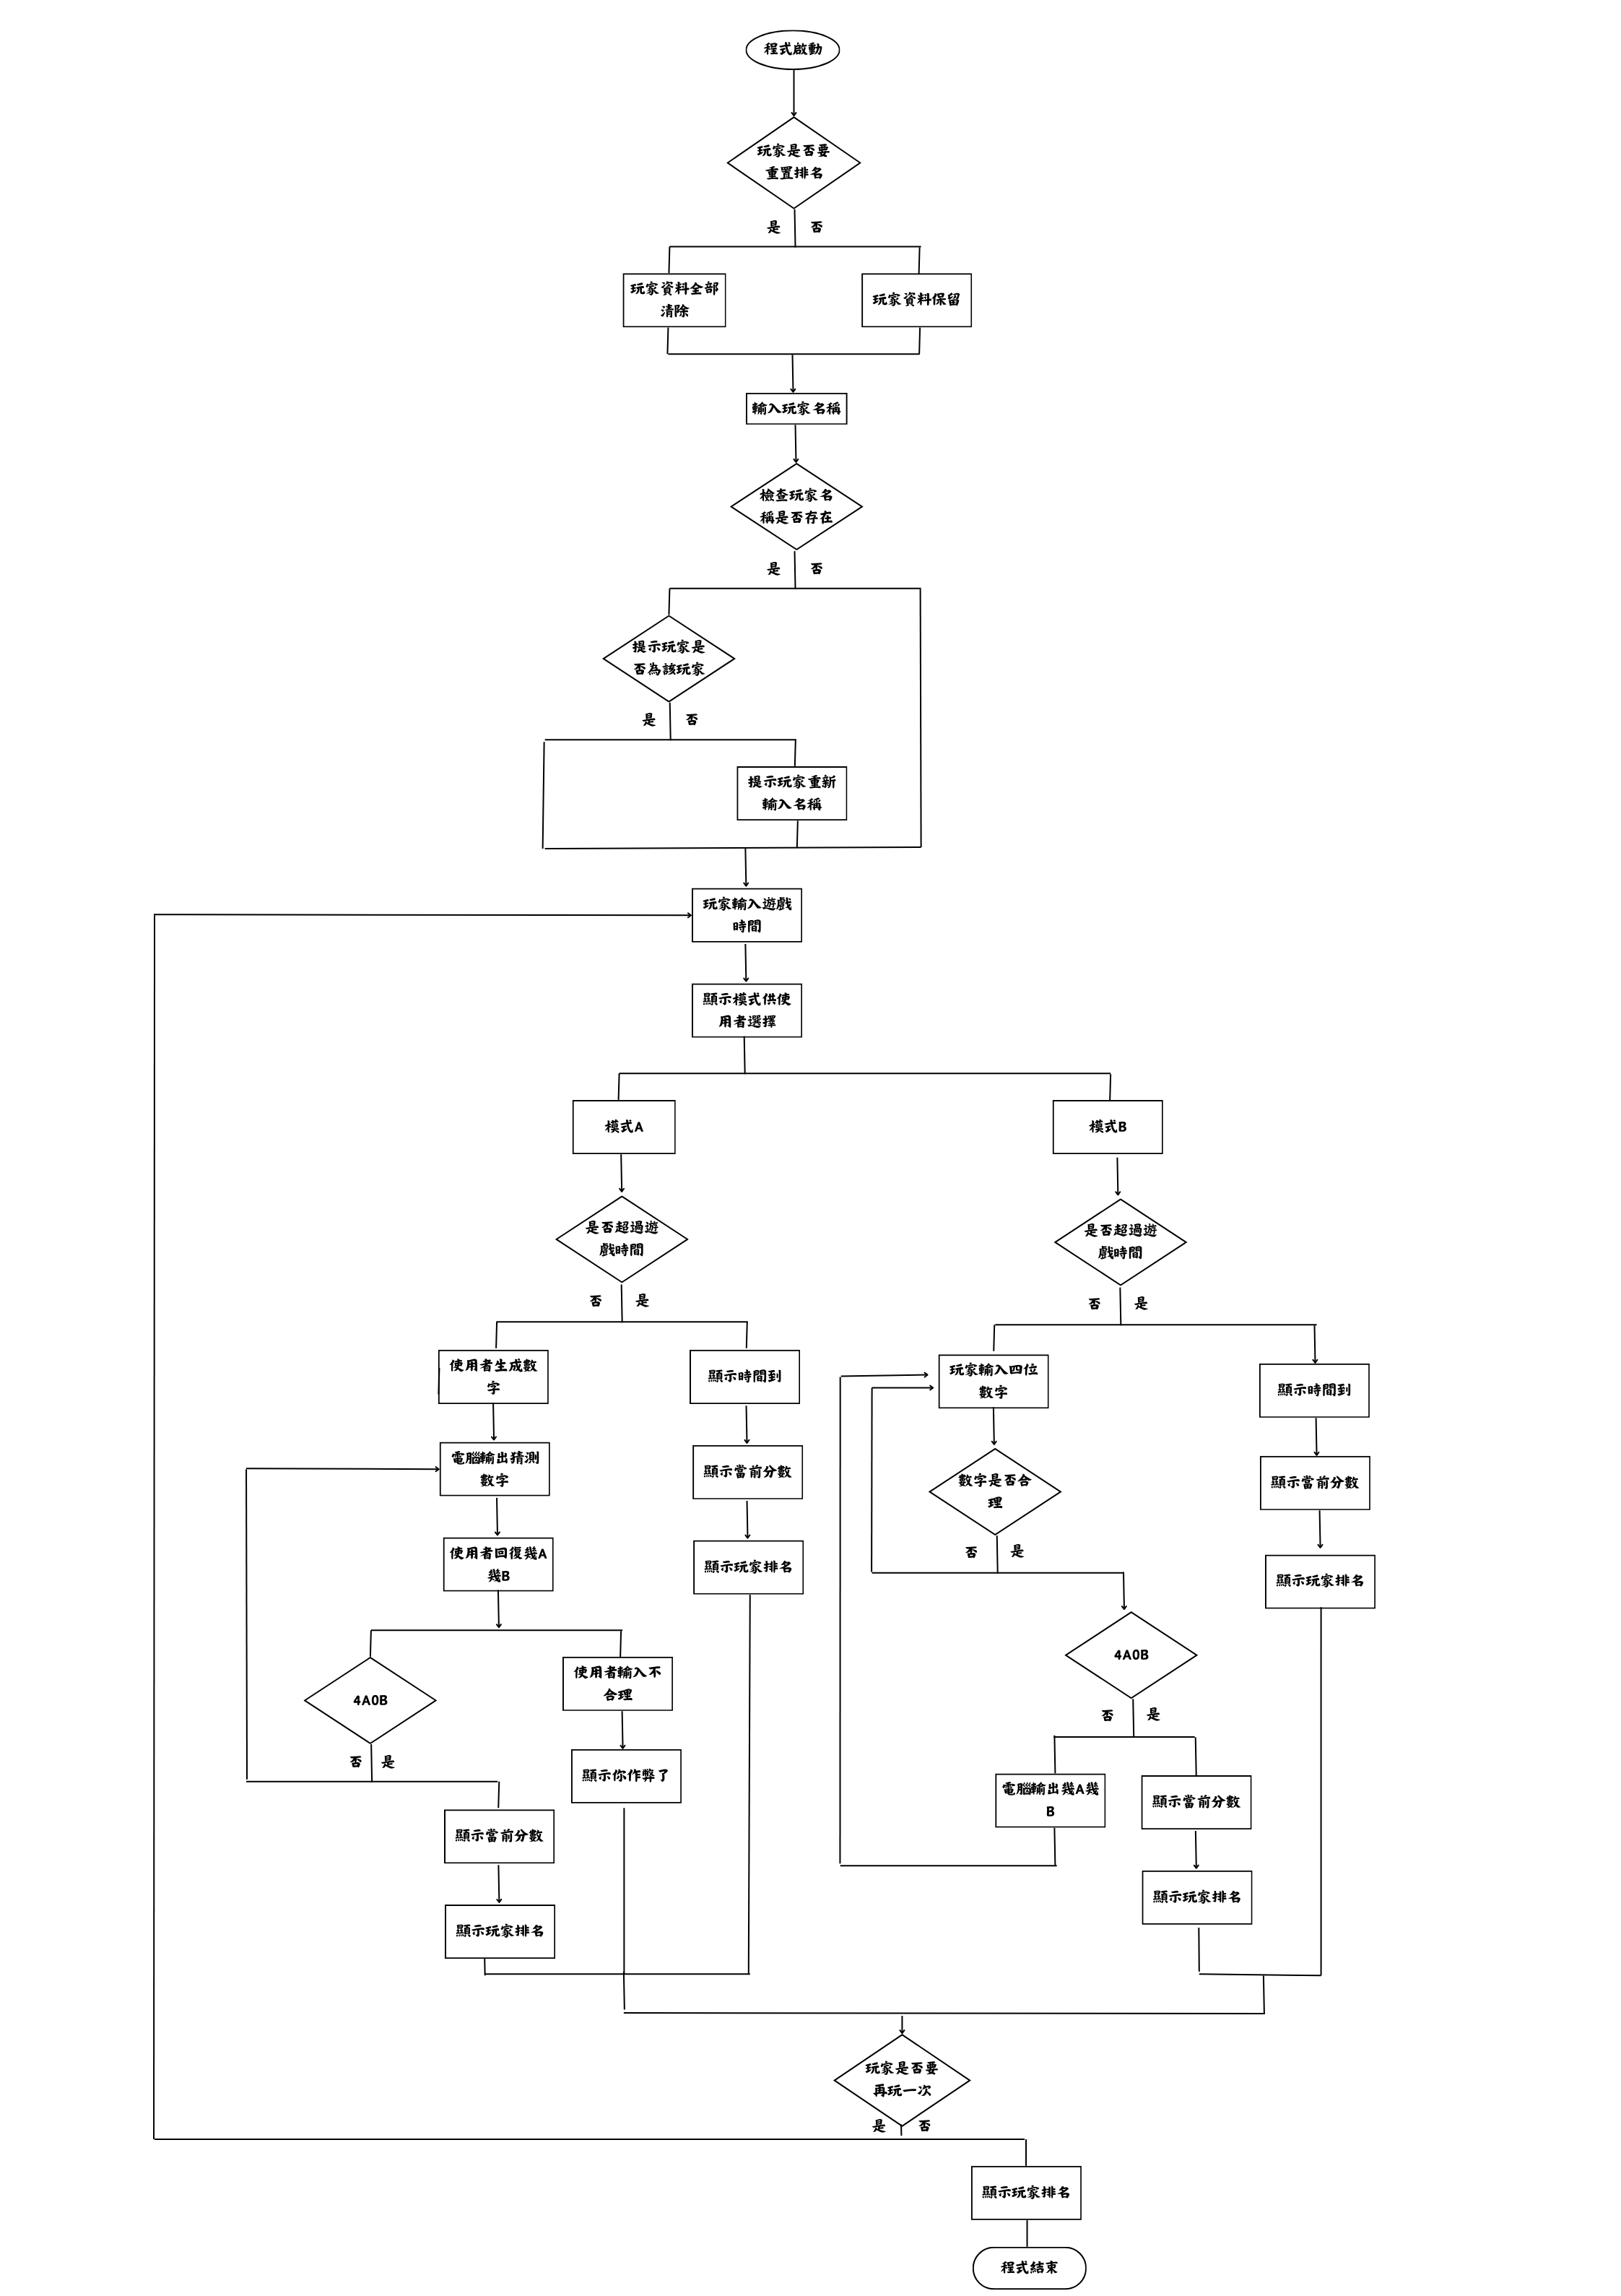 程式啟動
玩家是否要
重置排名
是
否
玩家資料全部
清除
玩家資料保留
輸入玩家名稱
檢查玩家名
稱是否存在
是
否
提示玩家是
否為該玩家
是
否
提示玩家重新
輸入名稱
玩家輸入遊戲
時間
顯示模式供使
用者選擇
模式A
模式B
是否超過遊
戲時間
是否超過遊
戲時間
否
是
否
是
使用者生成數
字
顯示時間到
玩家輸入四位
數字
顯示時間到
電腦輸出猜測
數字
顯示當前分數
數字是否合
理
顯示當前分數
使用者回復幾A
幾B
顯示玩家排名
否
是
顯示玩家排名
4A0B
使用者輸入不
合理
4A0B
否
是
顯示你作弊了
否
是
電腦輸出幾A幾
B
顯示當前分數
顯示當前分數
顯示玩家排名
顯示玩家排名
玩家是否要
再玩一次
是
否
顯示玩家排名
程式結束